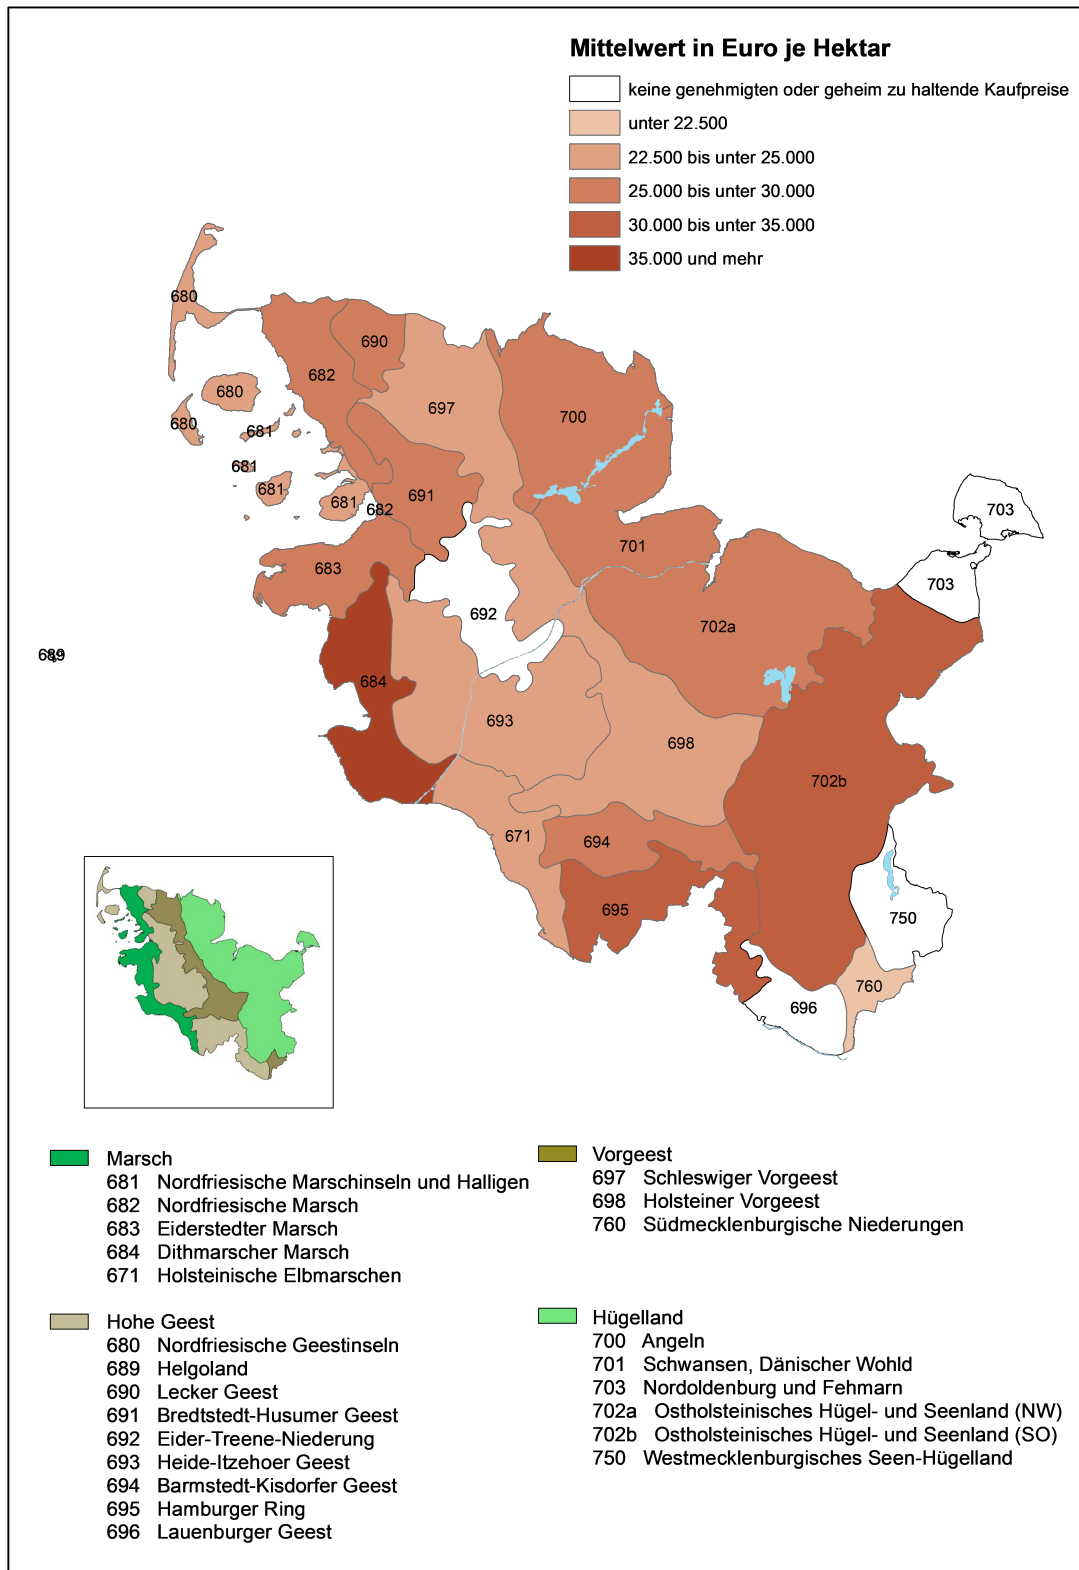 Mittelwert in Euro je Hektar
keine genehmigten oder geheim zu haltende Kaufpreise
unter 22.500
22.500 bis unter 25.000
25.000 bis unter 30.000
30.000 bis unter 35.000
35.000 und mehr
680
690
682
680
697
700
680
681
681
681
681
682
691
703
701
683
703
692
702a
689
684
693
698
702b
671
694
695
750
760
696
Marsch
681 Nordfriesische Marschinseln und Halligen
682 Nordfriesische Marsch
683 Eiderstedter Marsch
684 Dithmarscher Marsch
671 Holsteinische Elbmarschen
Hohe Geest
680 Nordfriesische Geestinseln
689 Helgoland
690 Lecker Geest
691 Bredtstedt-Husumer Geest
692 Eider-Treene-Niederung
693 Heide-Itzehoer Geest
694 Barmstedt-Kisdorfer Geest
695 Hamburger Ring
696 Lauenburger Geest
Vorgeest
697 Schleswiger Vorgeest
698 Holsteiner Vorgeest
760 Südmecklenburgische Niederungen
Hügelland
700 Angeln
701 Schwansen, Dänischer Wohld
703 Nordoldenburg und Fehmarn
702a Ostholsteinisches Hügel- und Seenland (NW)
702b Ostholsteinisches Hügel- und Seenland (SO)
750 Westmecklenburgisches Seen-Hügelland